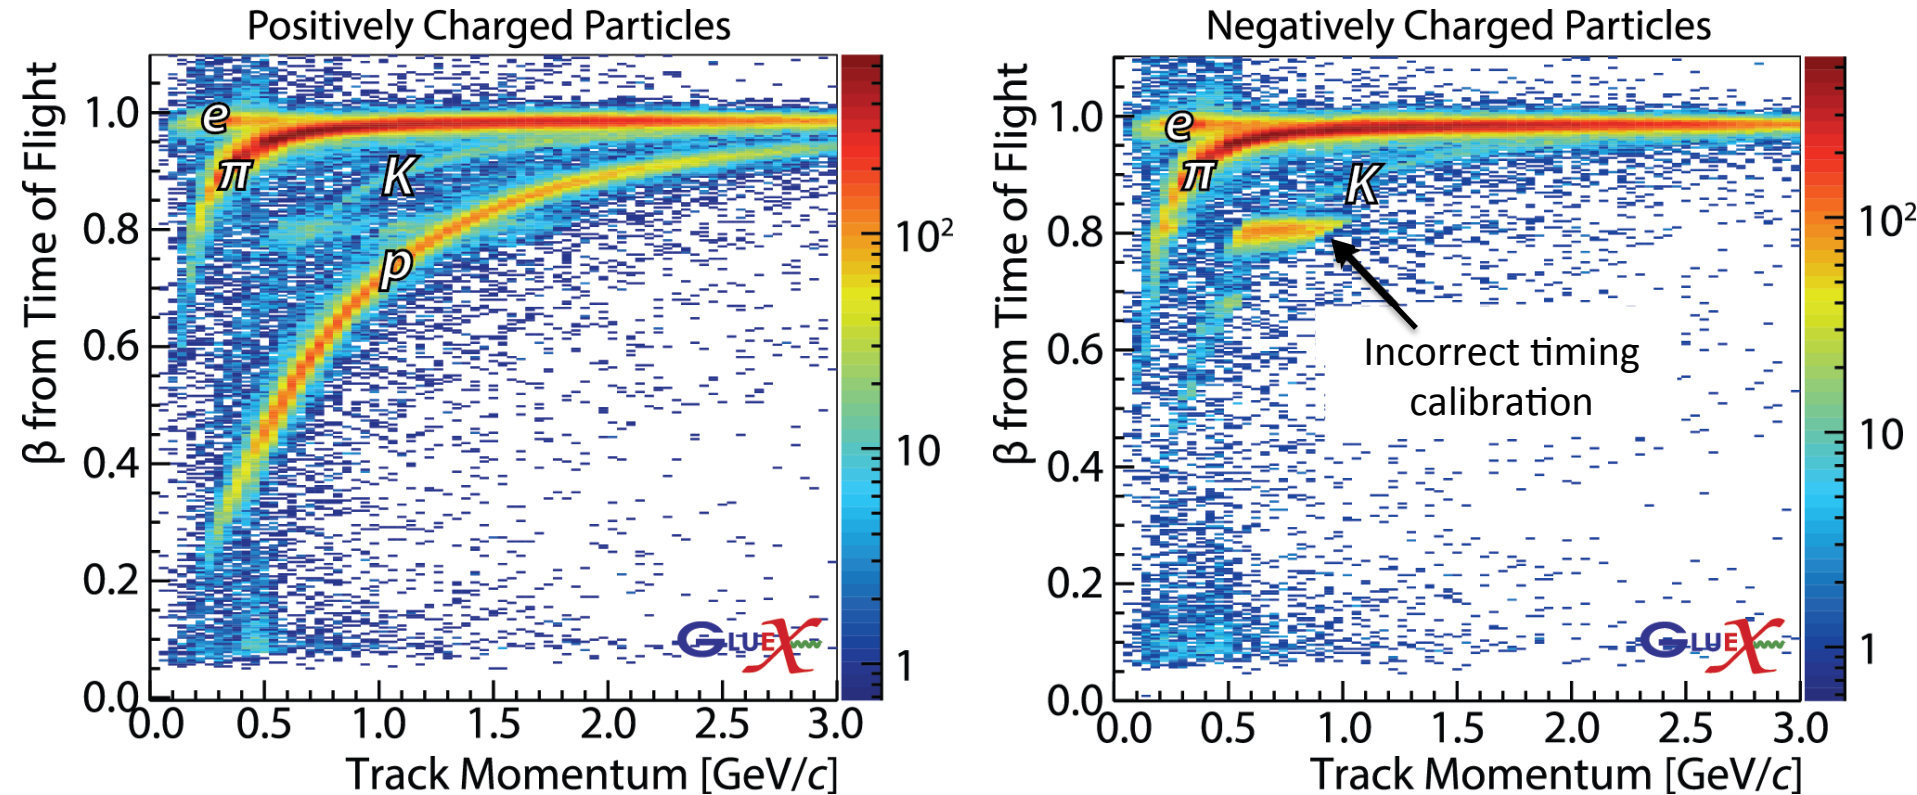 Positively Charged Particles
β from Time of Flight
1.0
0.8
0.6
0.4
0.2
0.0
e
π
K
p
0.0 0.5 1.0 1.5 2.0 2.5 3.0
Track Momentum [GeV/c]
10²
10
1
GLUEX
Negatively Charged Particles
β from Time of Flight
1.0
0.8
0.6
0.4
0.2
0.0
e
π
K
Incorrect timing
calibration
0.0 0.5 1.0 1.5 2.0 2.5 3.0
Track Momentum [GeV/c]
10²
10
1
GLUEX